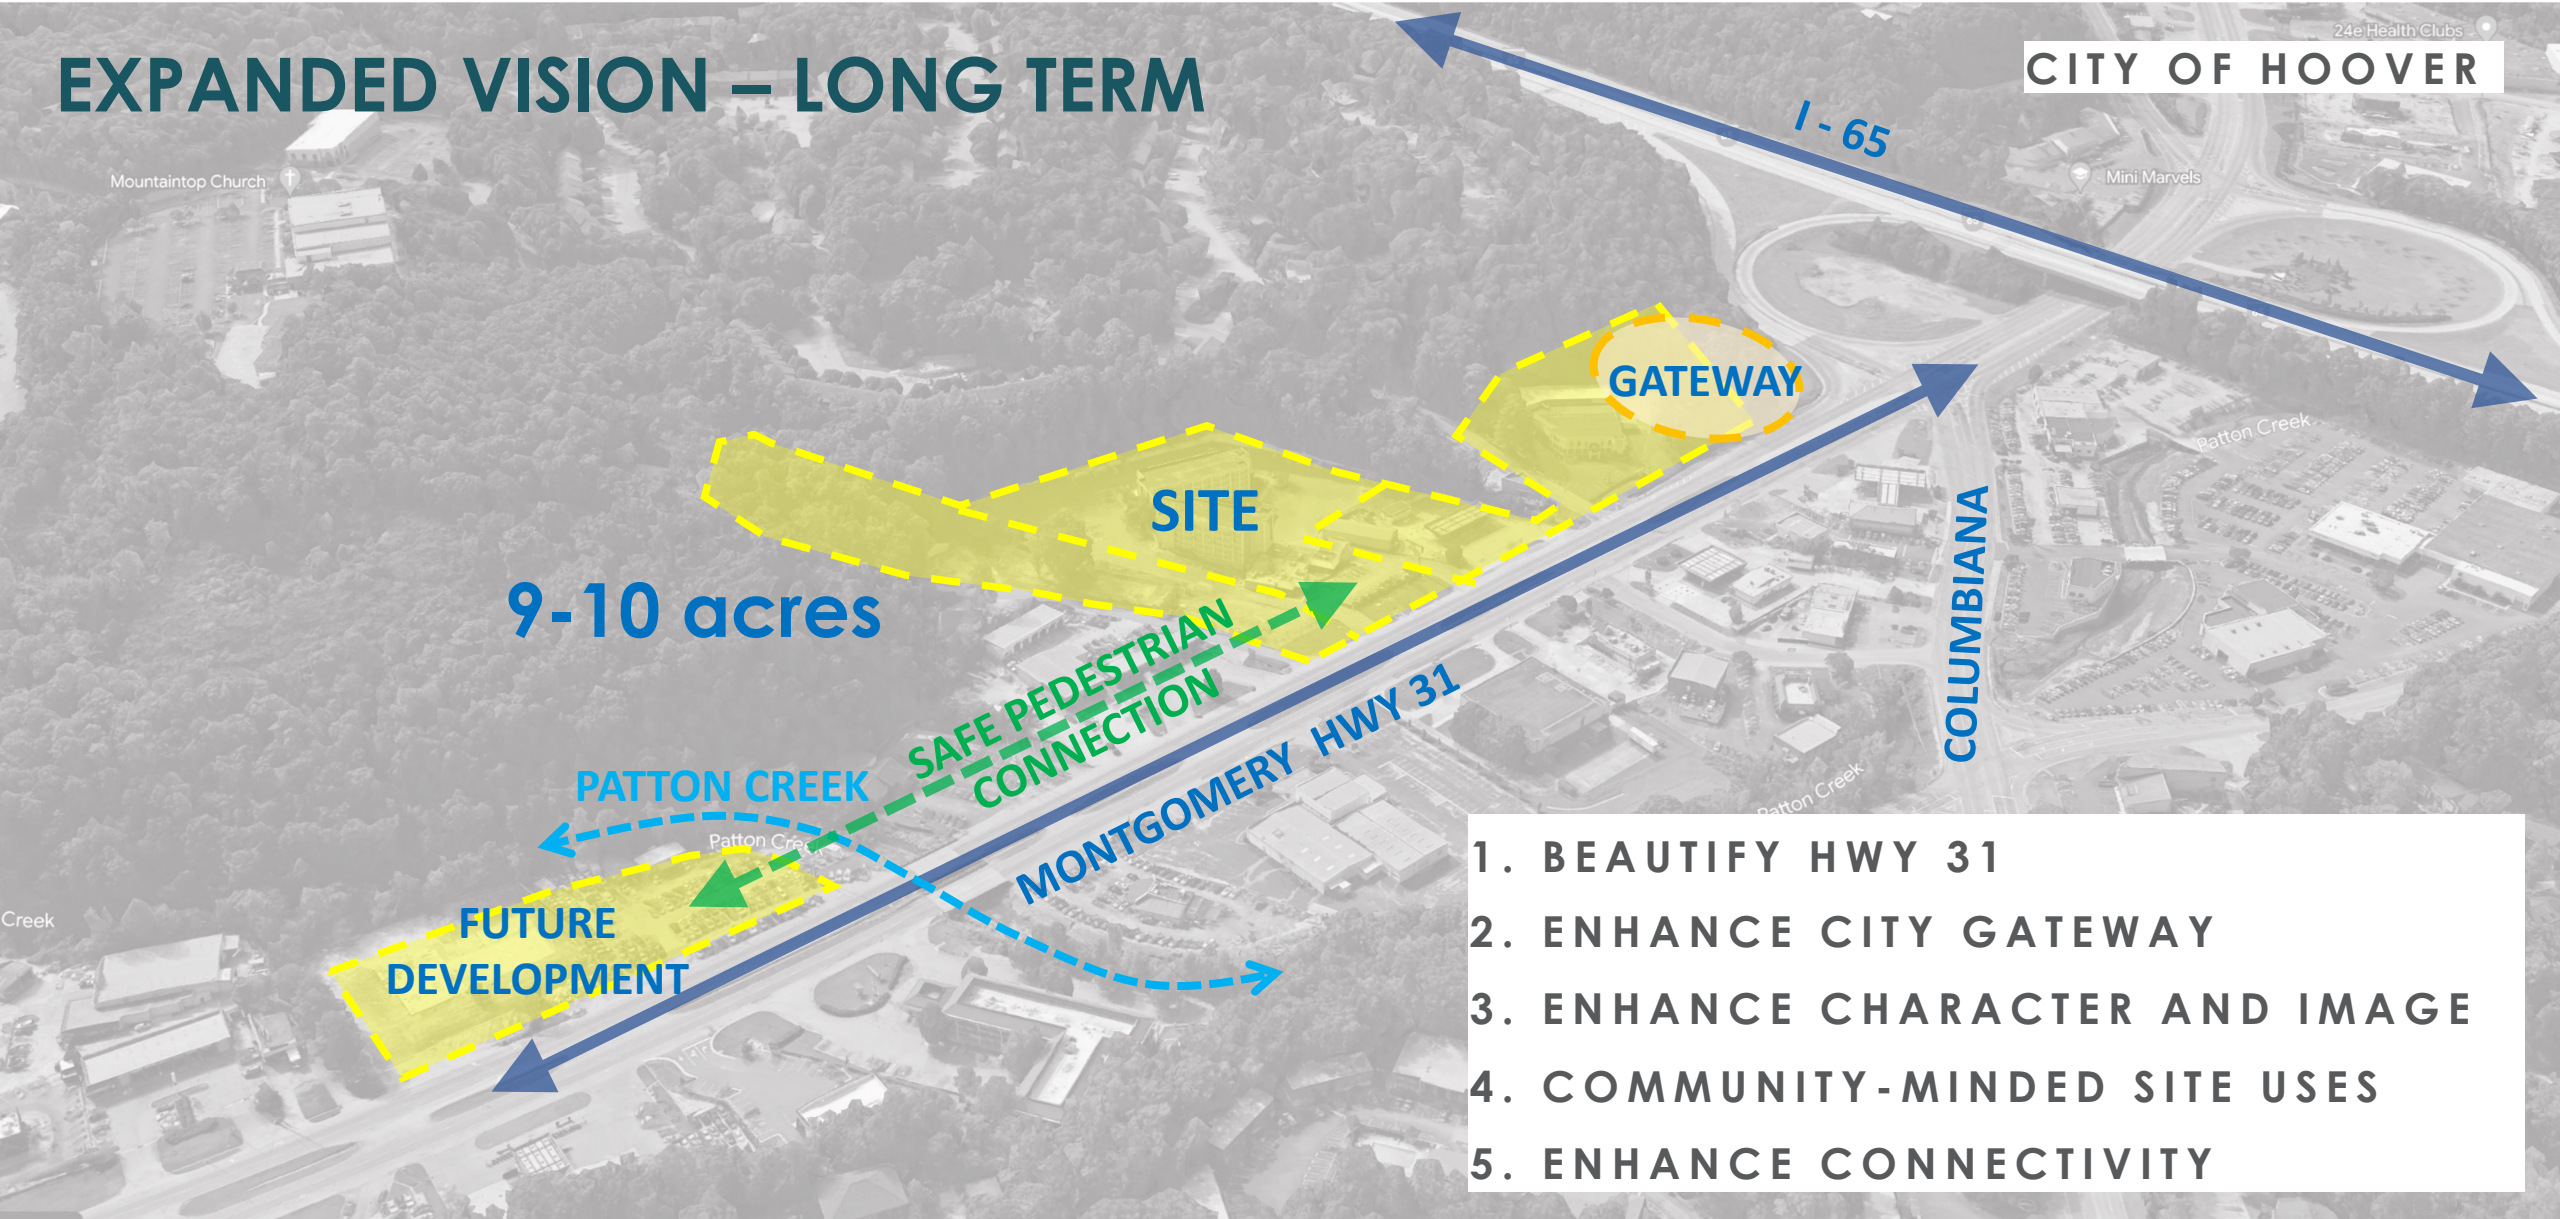 24e Health Clubs
EXPANDED VISION – LONG TERM
CITY OF HOOVER
I - 65
Mountaintop Church
Mini Marvels
GATEWAY
Patton Creek
SITE
COLUMBIANA
9-10 acres
SAFE PEDESTRIAN
CONNECTION
MONTGOMERY HWY 31
PATTON CREEK
Patton Creek
Patton Creek
Creek
FUTURE
DEVELOPMENT
1. BEAUTIFY HWY 31
2. ENHANCE CITY GATEWAY
3. ENHANCE CHARACTER AND IMAGE
4. COMMUNITY-MINDED SITE USES
5. ENHANCE CONNECTIVITY